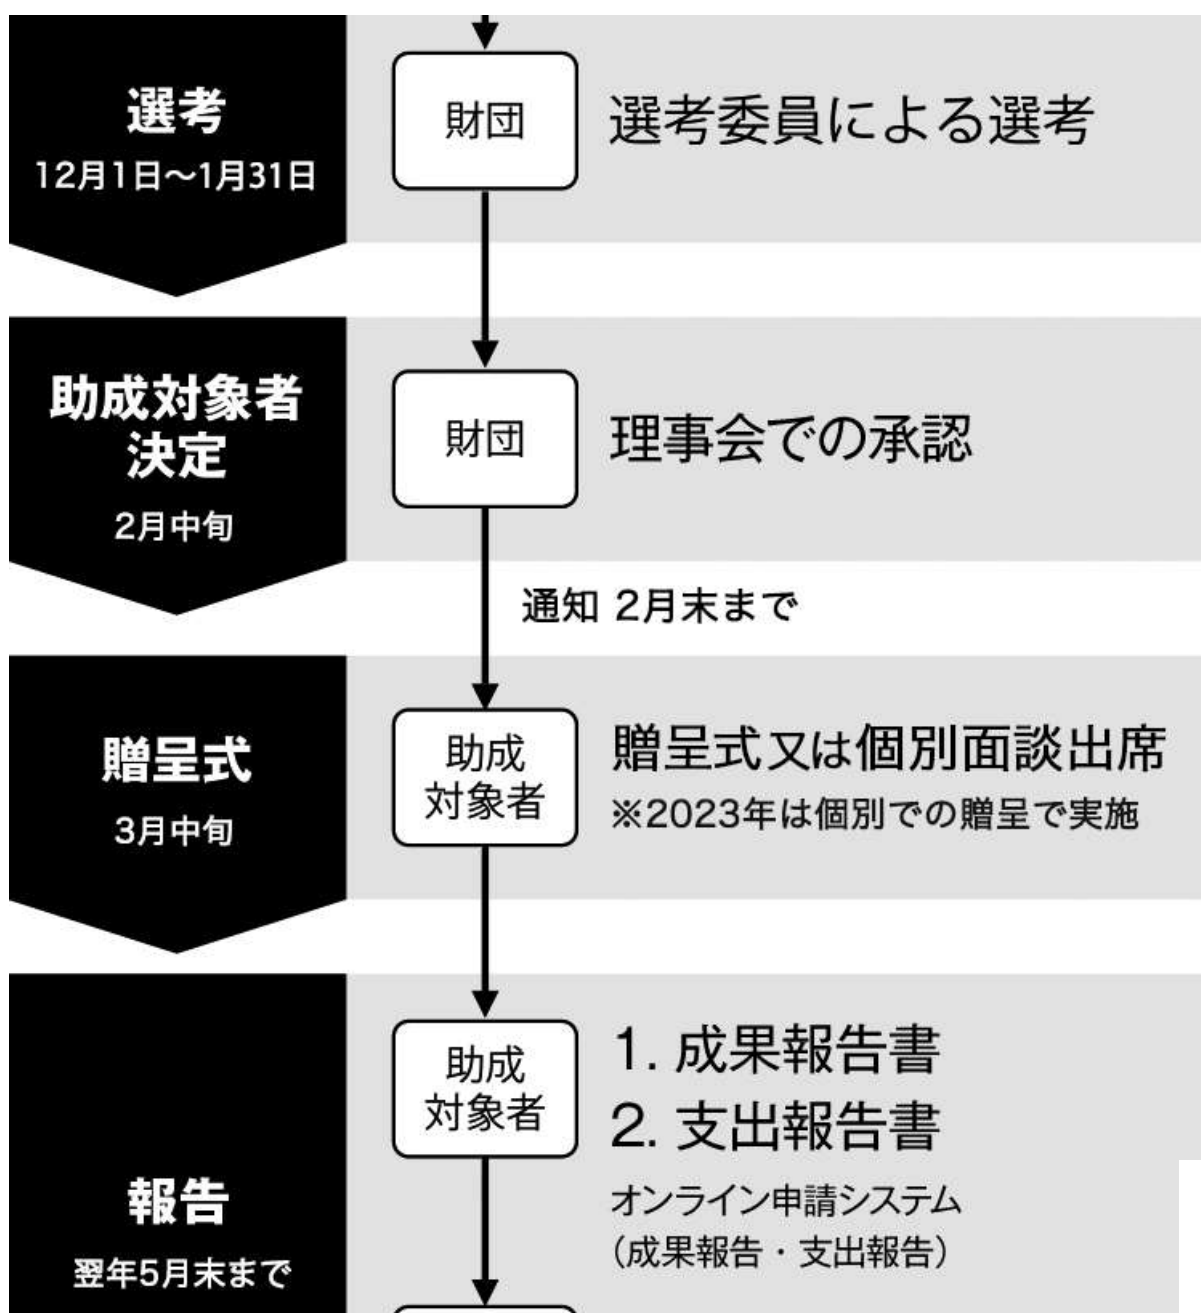 選考
12月1日～1月31日
財団
選考委員による選考
助成対象者
決定
2月中旬
財団
理事会での承認
通知 2月末まで
贈呈式
3月中旬
助成
対象者
贈呈式又は個別面談出席
※2023年は個別での贈呈で実施
報告
翌年5月末まで
助成
対象者
1. 成果報告書
2. 支出報告書
オンライン申請システム
（成果報告・支出報告）